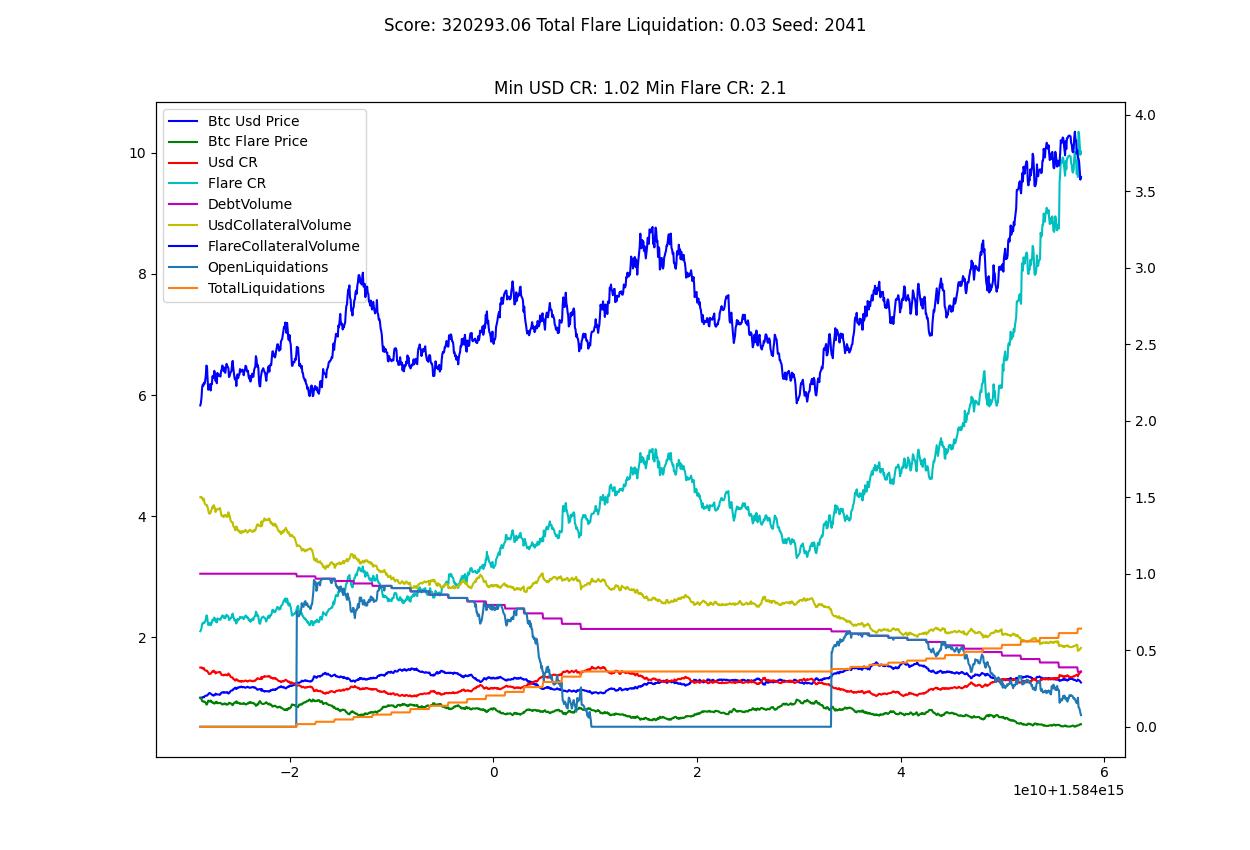 Score: 320293.06 Total Flare Liquidation: 0.03 Seed: 2041
Min USD CR: 1.02 Min Flare CR: 2.1
Btc Usd Price
Btc Flare Price
Usd CR
Flare CR
DebtVolume
UsdCollateralVolume
FlareCollateralVolume
OpenLiquidations
TotalLiquidations
10
8
6
4
2
4.0
3.5
3.0
2.5
2.0
1.5
1.0
0.5
0.0
−2
0
2
4
6
1e10+1.584e15